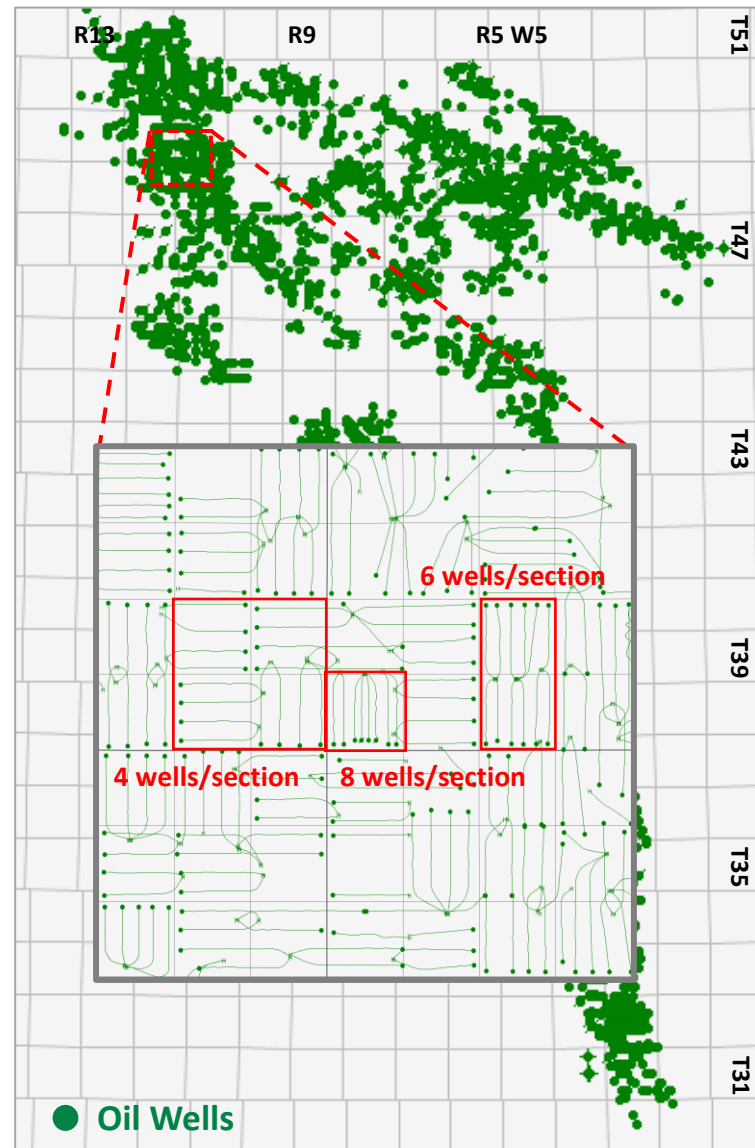 R13 R9 R5 W5
T51
T47
T43
6 wells/section
T39
4 wells/section 8 wells/section
T35
T31
Oil Wells